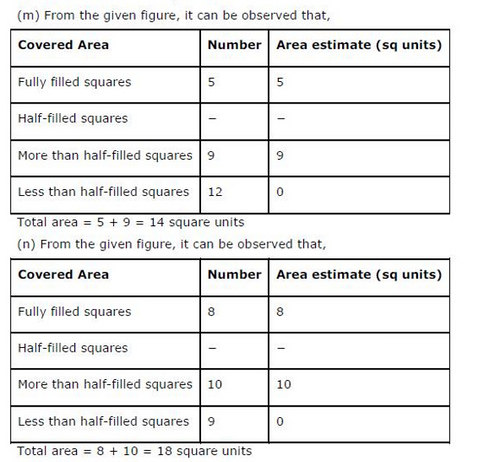 (m) From the given figure, it can be observed that,
Covered Area Number Area estimate (sq units)
Fully filled squares 5 5
Half-filled squares – –
More than half-filled squares 9 9
Less than half-filled squares 12 0
Total area = 5 + 9 = 14 square units
(n) From the given figure, it can be observed that,
Covered Area Number Area estimate (sq units)
Fully filled squares 8 8
Half-filled squares – –
More than half-filled squares 10 10
Less than half-filled squares 9 0
Total area = 8 + 10 = 18 square units